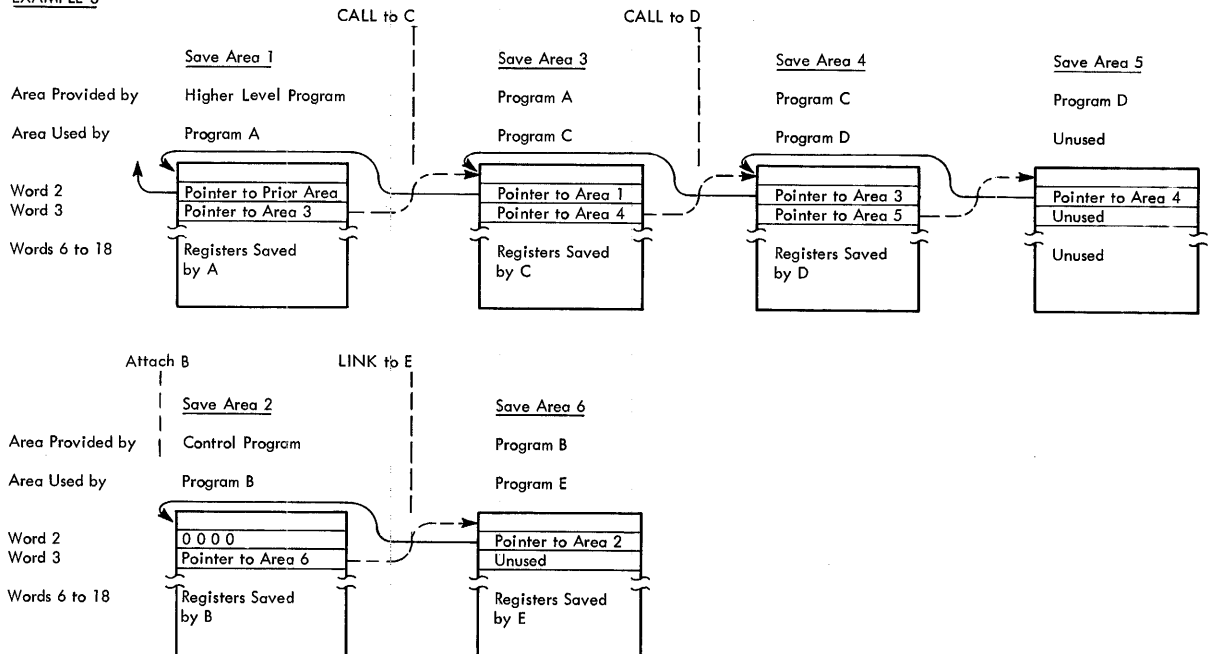 CALL to C CALL to D
Save Area 1 Save Area 3 Save Area 4 Save Area 5
Area Provided by Higher Level Program Program A Program C Program D
Area Used by Program A Program C Program D Unused
Word 2 Pointer to Prior Area Pointer to Area 1 Pointer to Area 3 Pointer to Area 4
Word 3 Pointer to Area 3 Pointer to Area 4 Pointer to Area 5 Unused
Words 6 to 18 Registers Saved Registers Saved Registers Saved Unused
by A by C by D
Attach B LINK to E
Save Area 2 Save Area 6
Area Provided by Control Program Program B
Area Used by Program B Program E
Word 2 0 0 0 0 Pointer to Area 2
Word 3 Pointer to Area 6 Unused
Words 6 to 18 Registers Saved Registers Saved
by B by E